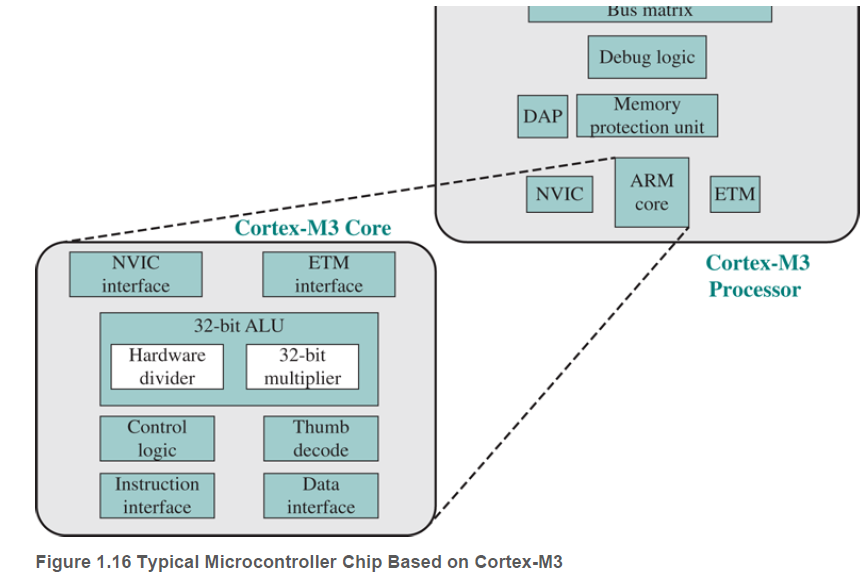 Bus matrix
Debug logic
DAP
Memory
protection unit
NVIC
ARM
core
ETM
Cortex-M3
Processor
Cortex-M3 Core
NVIC
interface
ETM
interface
32-bit ALU
Hardware
divider
32-bit
multiplier
Control
logic
Thumb
decode
Instruction
interface
Data
interface
Figure 1.16 Typical Microcontroller Chip Based on Cortex-M3